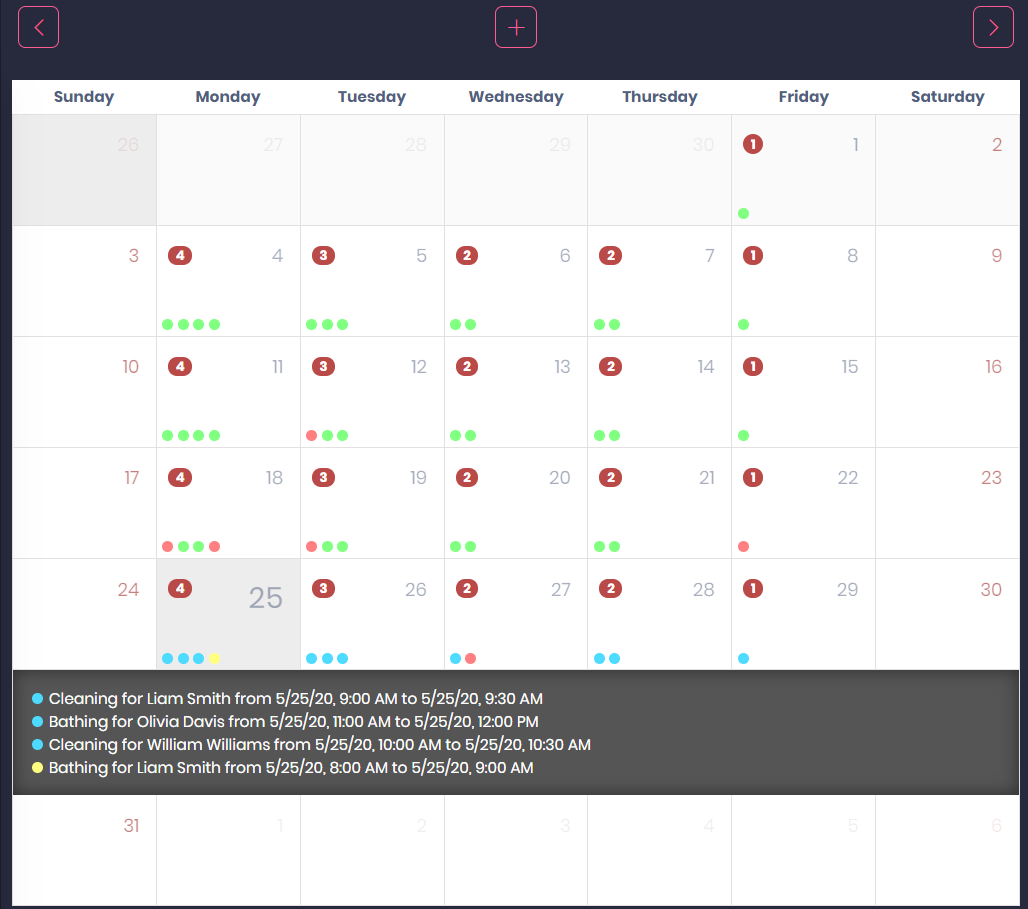 Sunday Monday Tuesday Wednesday Thursday Friday Saturday
26 27 28 29 30 1 1 2
3 4 4 3 5 2 6 2 7 1 8 9
10 4 11 3 12 2 13 2 14 1 15 16
17 4 18 3 19 2 20 2 21 1 22 23
24 4 25 3 26 2 27 2 28 1 29 30
Cleaning for Liam Smith from 5/25/20, 9:00 AM to 5/25/20, 9:30 AM
Bathing for Olivia Davis from 5/25/20, 11:00 AM to 5/25/20, 12:00 PM
Cleaning for William Williams from 5/25/20, 10:00 AM to 5/25/20, 10:30 AM
Bathing for Liam Smith from 5/25/20, 8:00 AM to 5/25/20, 9:00 AM
31 1 2 3 4 5 6